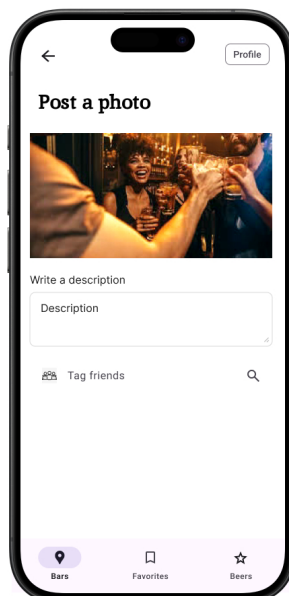 Profile
Post a photo
Write a description
Description
Tag friends
Bars Favorites Beers